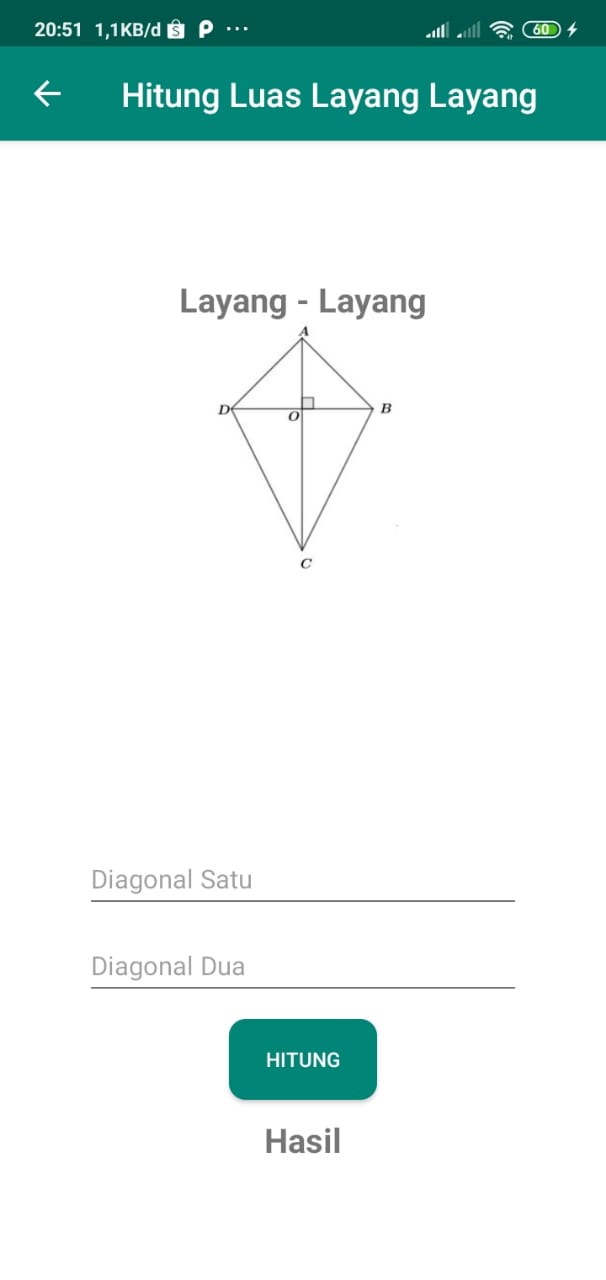 20:51 1,1KB/d S P ... 60
Hitung Luas Layang Layang
Layang - Layang
A
D O B
C
Diagonal Satu
Diagonal Dua
HITUNG
Hasil